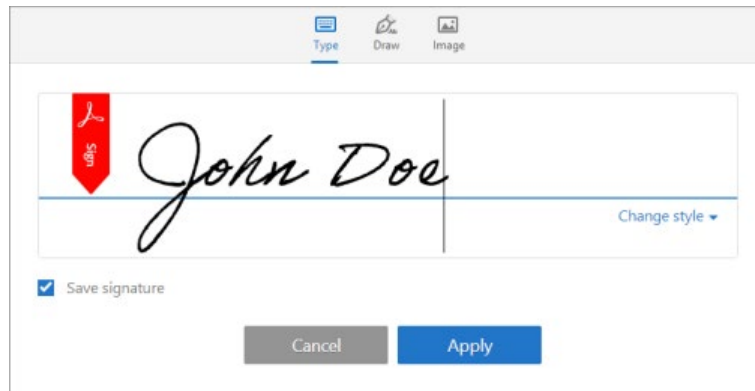 Type Draw Image
Sign
John Doe
Change style
Save signature
Cancel Apply